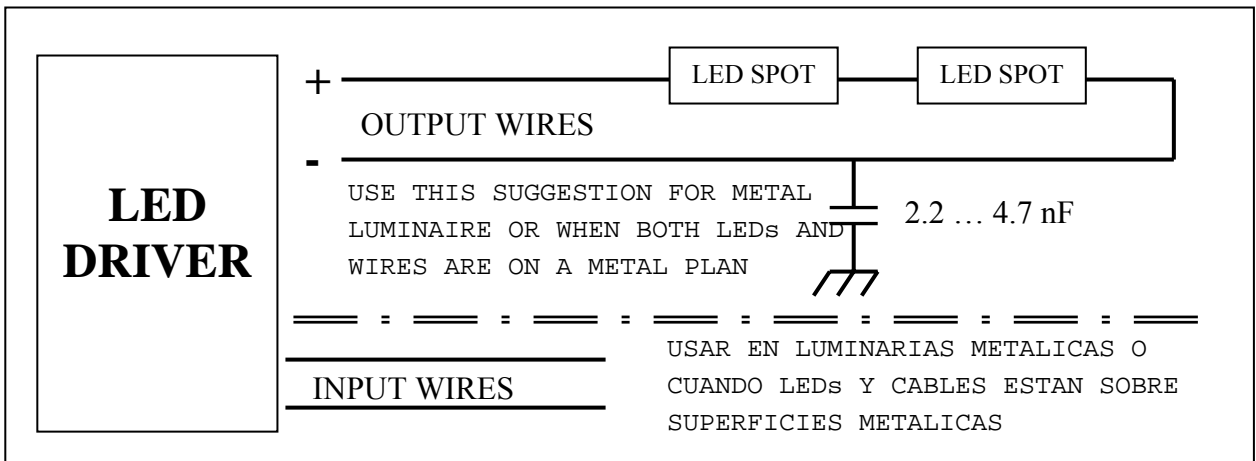 LED
DRIVER
+
LED SPOT
LED SPOT
OUTPUT WIRES
-
USE THIS SUGGESTION FOR METAL
LUMINAIRE OR WHEN BOTH LEDs AND
WIRES ARE ON A METAL PLAN
2.2 … 4.7 nF
INPUT WIRES
USAR EN LUMINARIAS METALICAS O
CUANDO LEDs Y CABLES ESTAN SOBRE
SUPERFICIES METALICAS